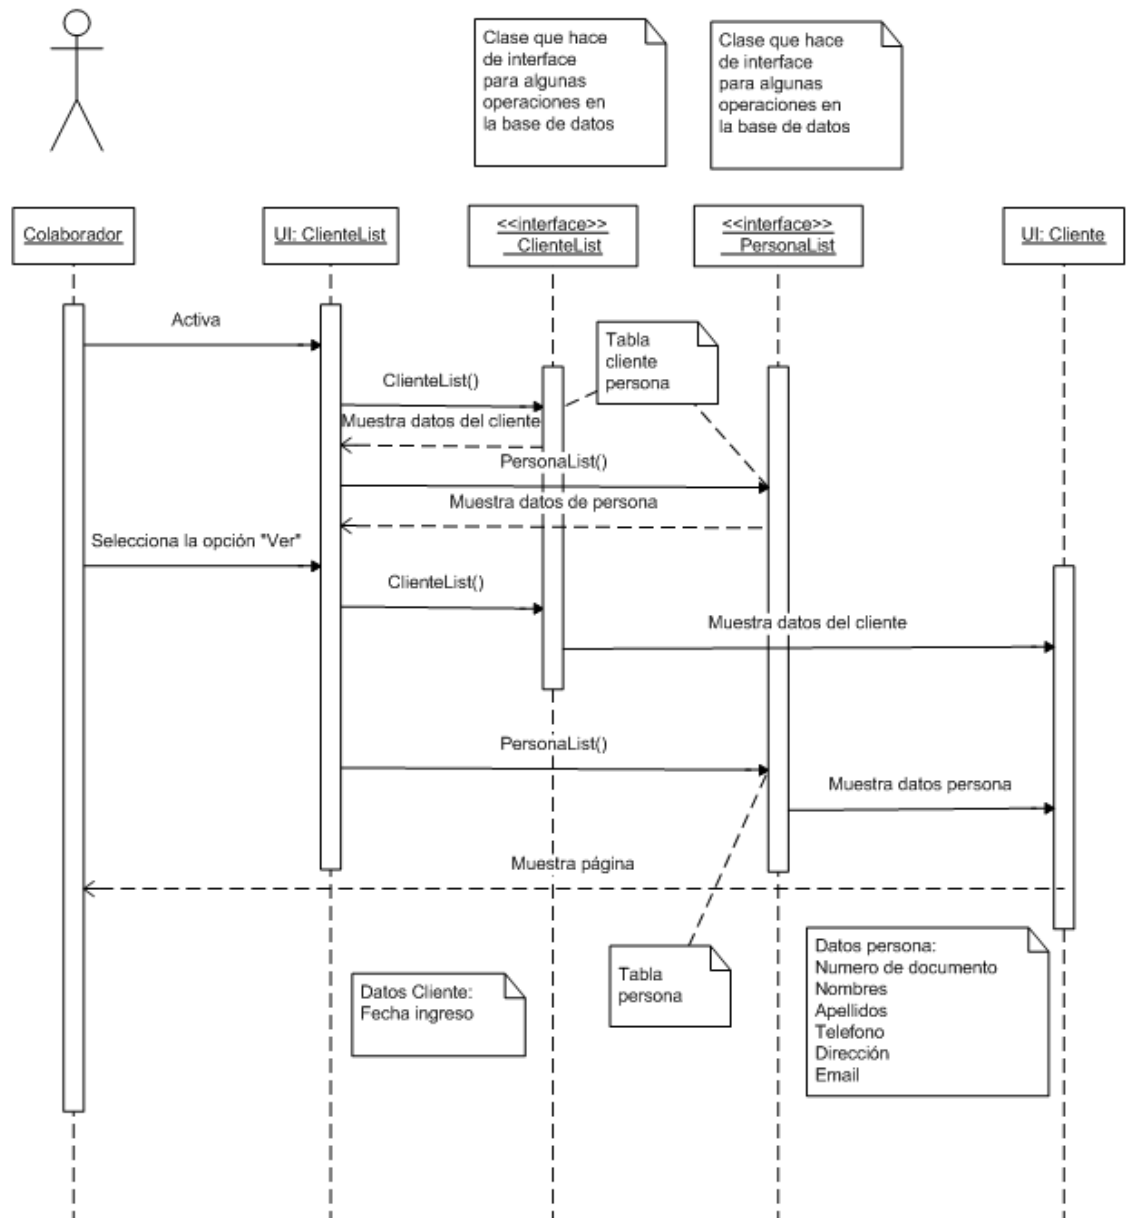 Clase que hace
de interface
para algunas
operaciones en
la base de datos
Clase que hace
de interface
para algunas
operaciones en
la base de datos
Colaborador
UI: ClienteList
<<interface>>
ClienteList
<<interface>>
PersonaList
UI: Cliente
Activa
Tabla
cliente
persona
ClienteList()
Muestra datos del cliente
PersonaList()
Muestra datos de persona
Selecciona la opción "Ver"
ClienteList()
Muestra datos del cliente
PersonaList()
Muestra datos persona
Muestra página
Datos Cliente:
Fecha ingreso
Tabla
persona
Datos persona:
Numero de documento
Nombres
Apellidos
Telefono
Dirección
Email